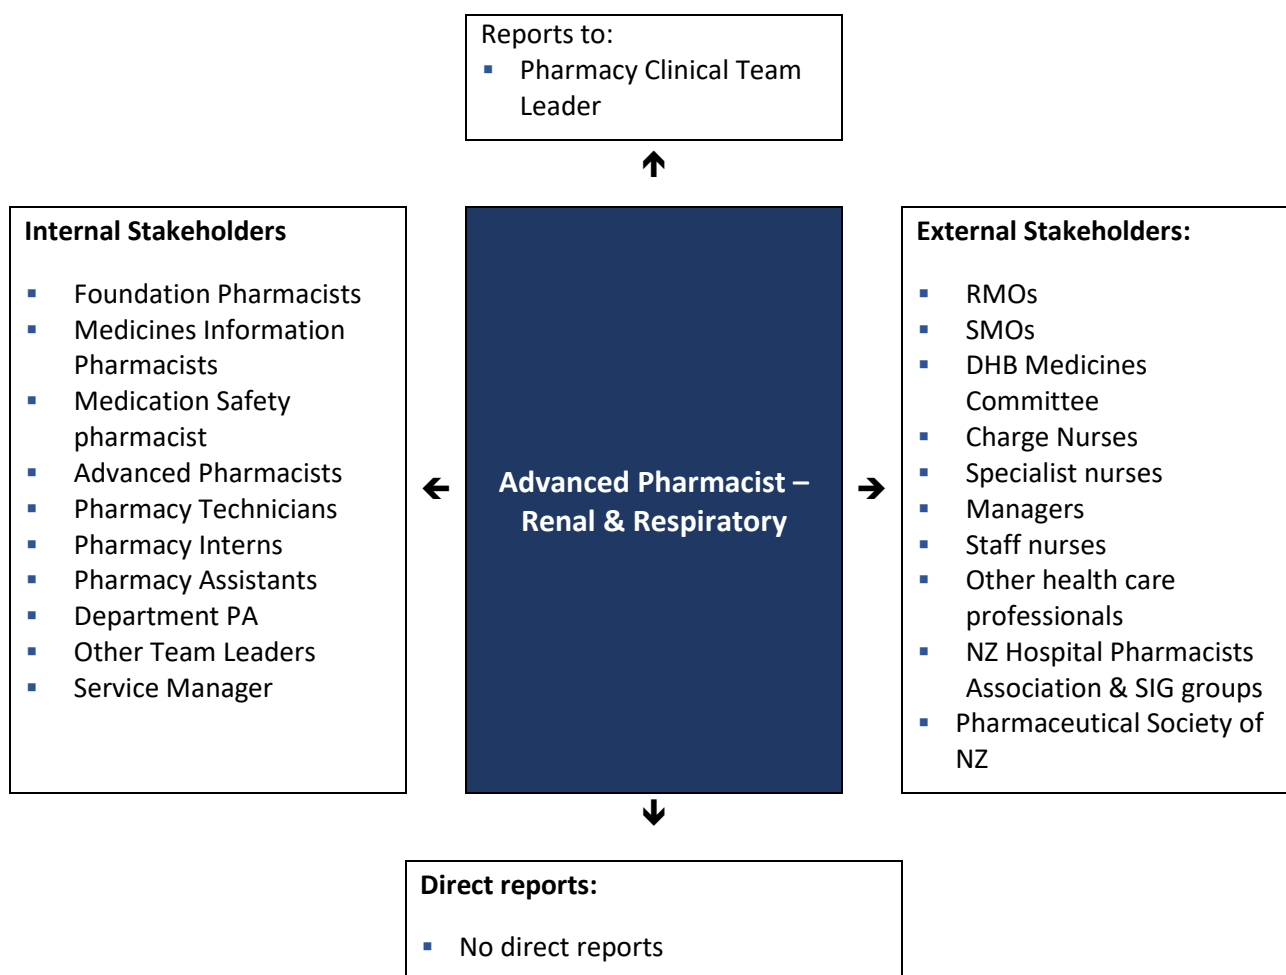 Reports to:
▪ Pharmacy Clinical Team
Leader
Internal Stakeholders
▪ Foundation Pharmacists
▪ Medicines Information
Pharmacists
▪ Medication Safety
pharmacist
▪ Advanced Pharmacists
▪ Pharmacy Technicians
▪ Pharmacy Interns
▪ Pharmacy Assistants
▪ Department PA
▪ Other Team Leaders
▪ Service Manager
Advanced Pharmacist –
Renal & Respiratory
External Stakeholders:
▪ RMOs
▪ SMOs
▪ DHB Medicines
Committee
▪ Charge Nurses
▪ Specialist nurses
▪ Managers
▪ Staff nurses
▪ Other health care
professionals
▪ NZ Hospital Pharmacists
Association & SIG groups
▪ Pharmaceutical Society of
NZ
Direct reports:
▪ No direct reports